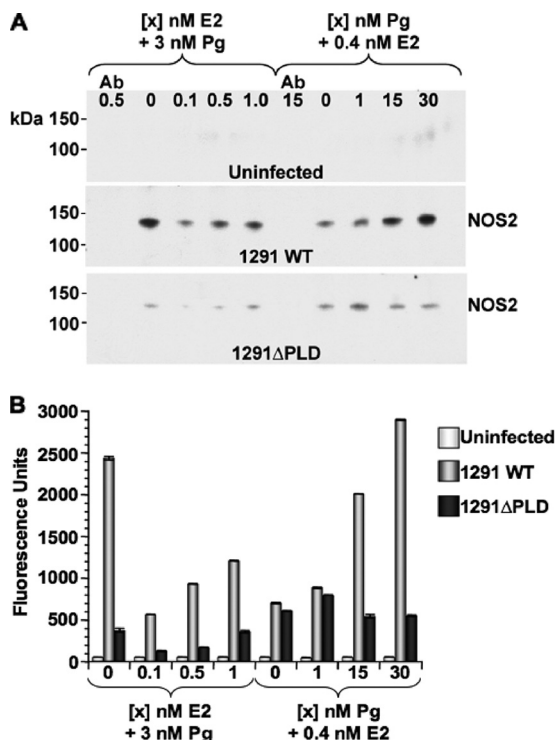 A
[x] nM E2
+ 3 nM Pg
[x] nM Pg
+ 0.4 nM E2
Ab Ab
0.5 0 0.1 0.5 1.0 15 0 1 15 30
kDa 150
100
Uninfected
150
100
NOS2
1291 WT
150
100
NOS2
1291ΔPLD
B
Fluorescence Units
3000
2500
2000
1500
1000
500
0
Uninfected
1291 WT
1291ΔPLD
0 0.1 0.5 1 0 1 15 30
[x] nM E2
+ 3 nM Pg
[x] nM Pg
+ 0.4 nM E2